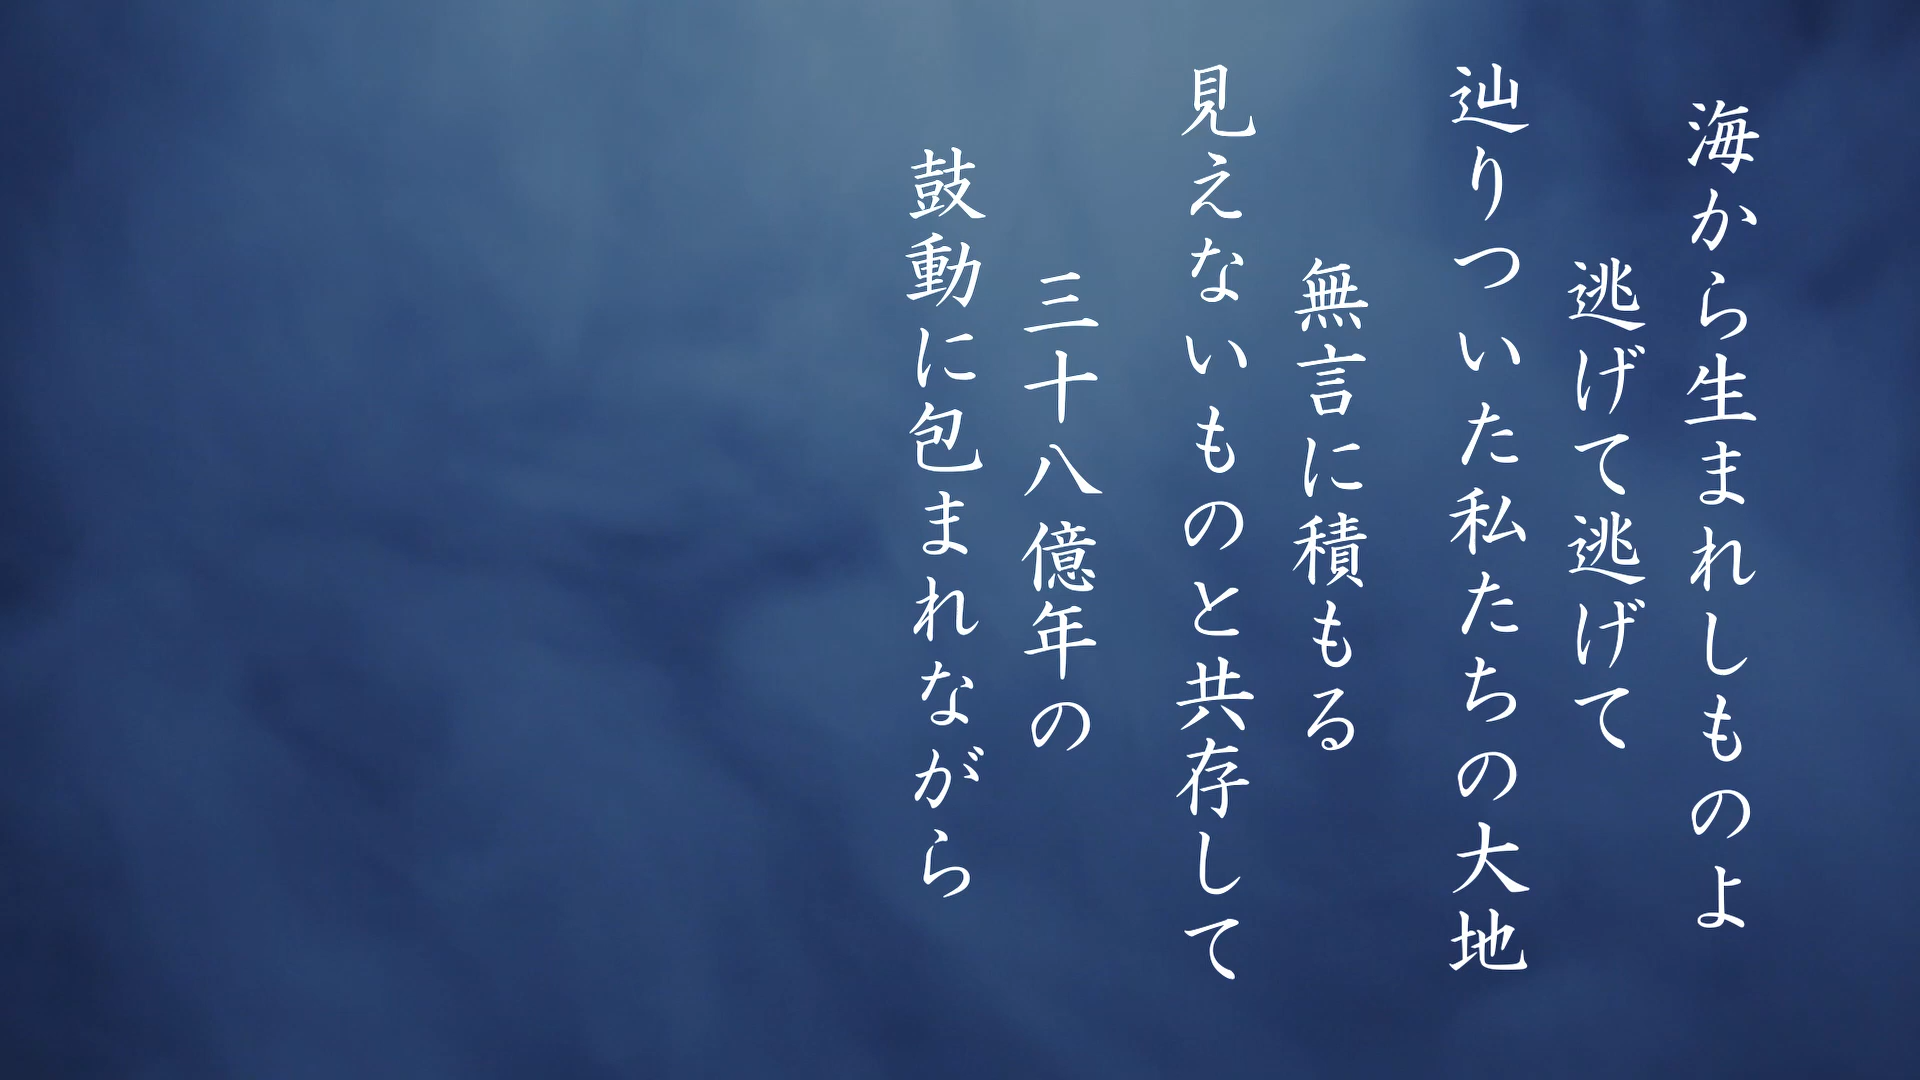 海から生まれしものよ
逃げて逃げて
辿りついた私たちの大地
無言に積もる
見えないものと共存して
三十八億年の
鼓動に包まれながら